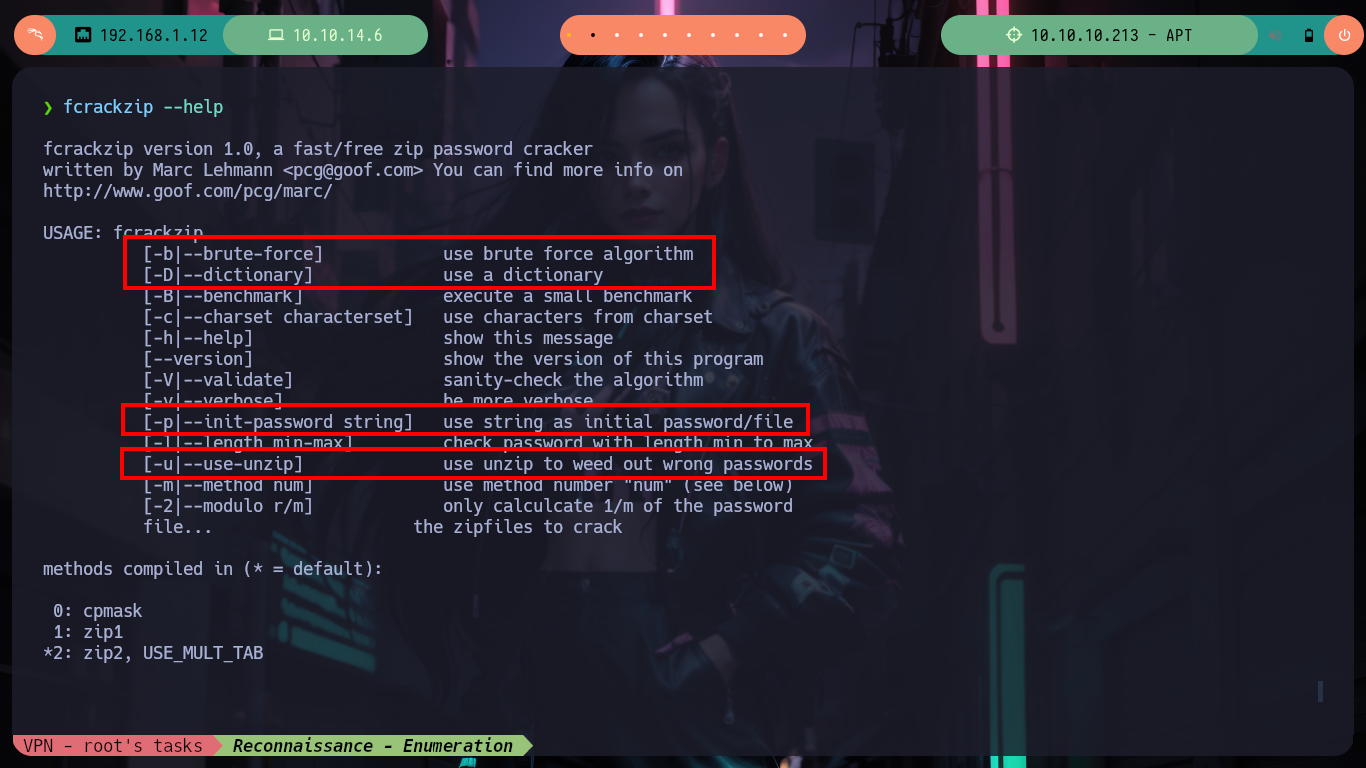 192.168.1.12 10.10.14.6 10.10.10.213 - APT
❯ fcrackzip --help
fcrackzip version 1.0, a fast/free zip password cracker
written by Marc Lehmann <pcg@goof.com> You can find more info on
http://www.goof.com/pcg/marc/
USAGE: fcrackzip
[-b|--brute-force] use brute force algorithm
[-D|--dictionary] use a dictionary
[-B|--benchmark] execute a small benchmark
[-c|--charset characterset] use characters from charset
[-h|--help] show this message
[--version] show the version of this program
[-V|--validate] sanity-check the algorithm
[-v|--verbose] be more verbose
[-p|--init-password string] use string as initial password/file
[-l|--length min-max] check password with length min to max
[-u|--use-unzip] use unzip to weed out wrong passwords
[-m|--method num] use method number "num" (see below)
[-2|--modulo r/m] only calculcate 1/m of the password
file... the zipfiles to crack
methods compiled in (* = default):
0: cpmask
1: zip1
*2: zip2, USE_MULT_TAB
VPN - root's tasks Reconnaissance - Enumeration